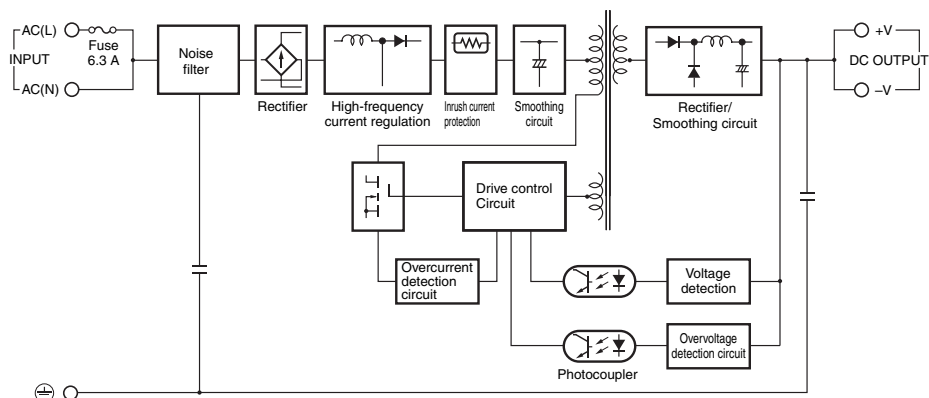 AC(L)
INPUT
AC(N)
Fuse
6.3 A
Noise
filter
Rectifier
High-frequency
current regulation
Inrush current
protection
Smoothing
circuit
Rectifier/
Smoothing circuit
+V
DC OUTPUT
–V
Drive control
Circuit
Overcurrent
detection
circuit
Voltage
detection
Overvoltage
detection circuit
Photocoupler